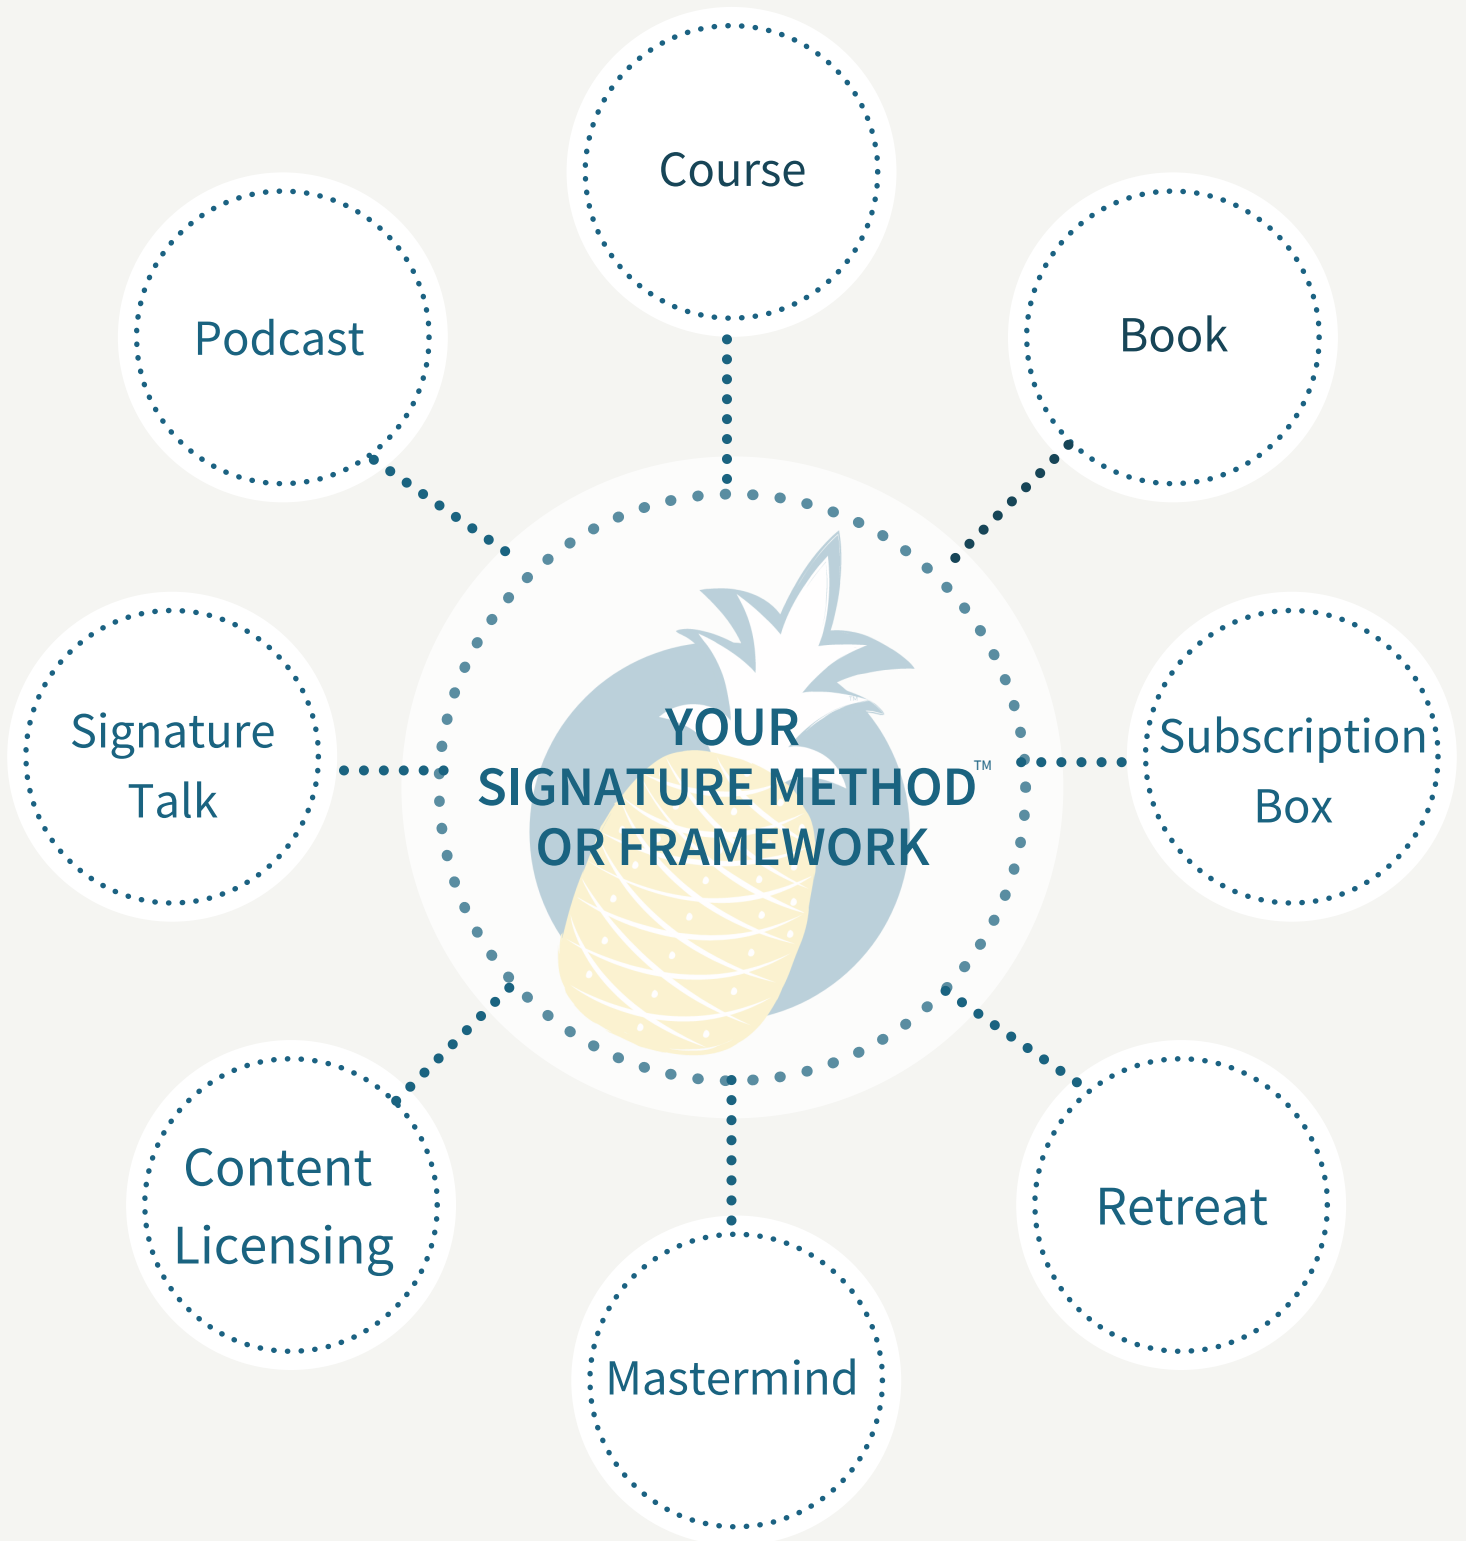 Course
Podcast
Book
Signature
Talk
YOUR
SIGNATURE METHOD™
OR FRAMEWORK
Subscription
Box
Content
Licensing
Retreat
Mastermind